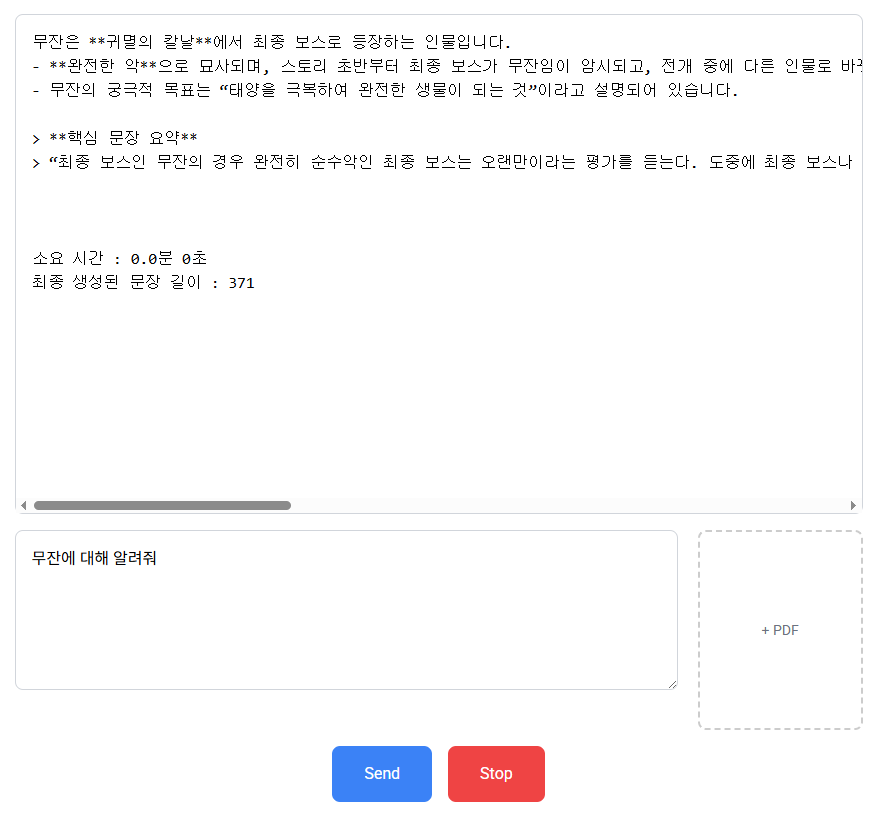 무잔은 **귀멸의 칼날**에서 최종 보스로 등장하는 인물입니다.
- **완전한 악**으로 묘사되며, 스토리 초반부터 최종 보스가 무잔임이 암시되고, 전개 중에 다른 인물로
- 무잔의 궁극적 목표는 “태양을 극복하여 완전한 생물이 되는 것”이라고 설명되어 있습니다.
> **핵심 문장 요약**
> “최종 보스인 무잔의 경우 완전히 순수악인 최종 보스는 오랜만이라는 평가를 듣는다. 도중에 최종 보스나
소요 시간 : 0.0분 0초
최종 생성된 문장 길이 : 371
무잔에 대해 알려줘
+ PDF
Send Stop